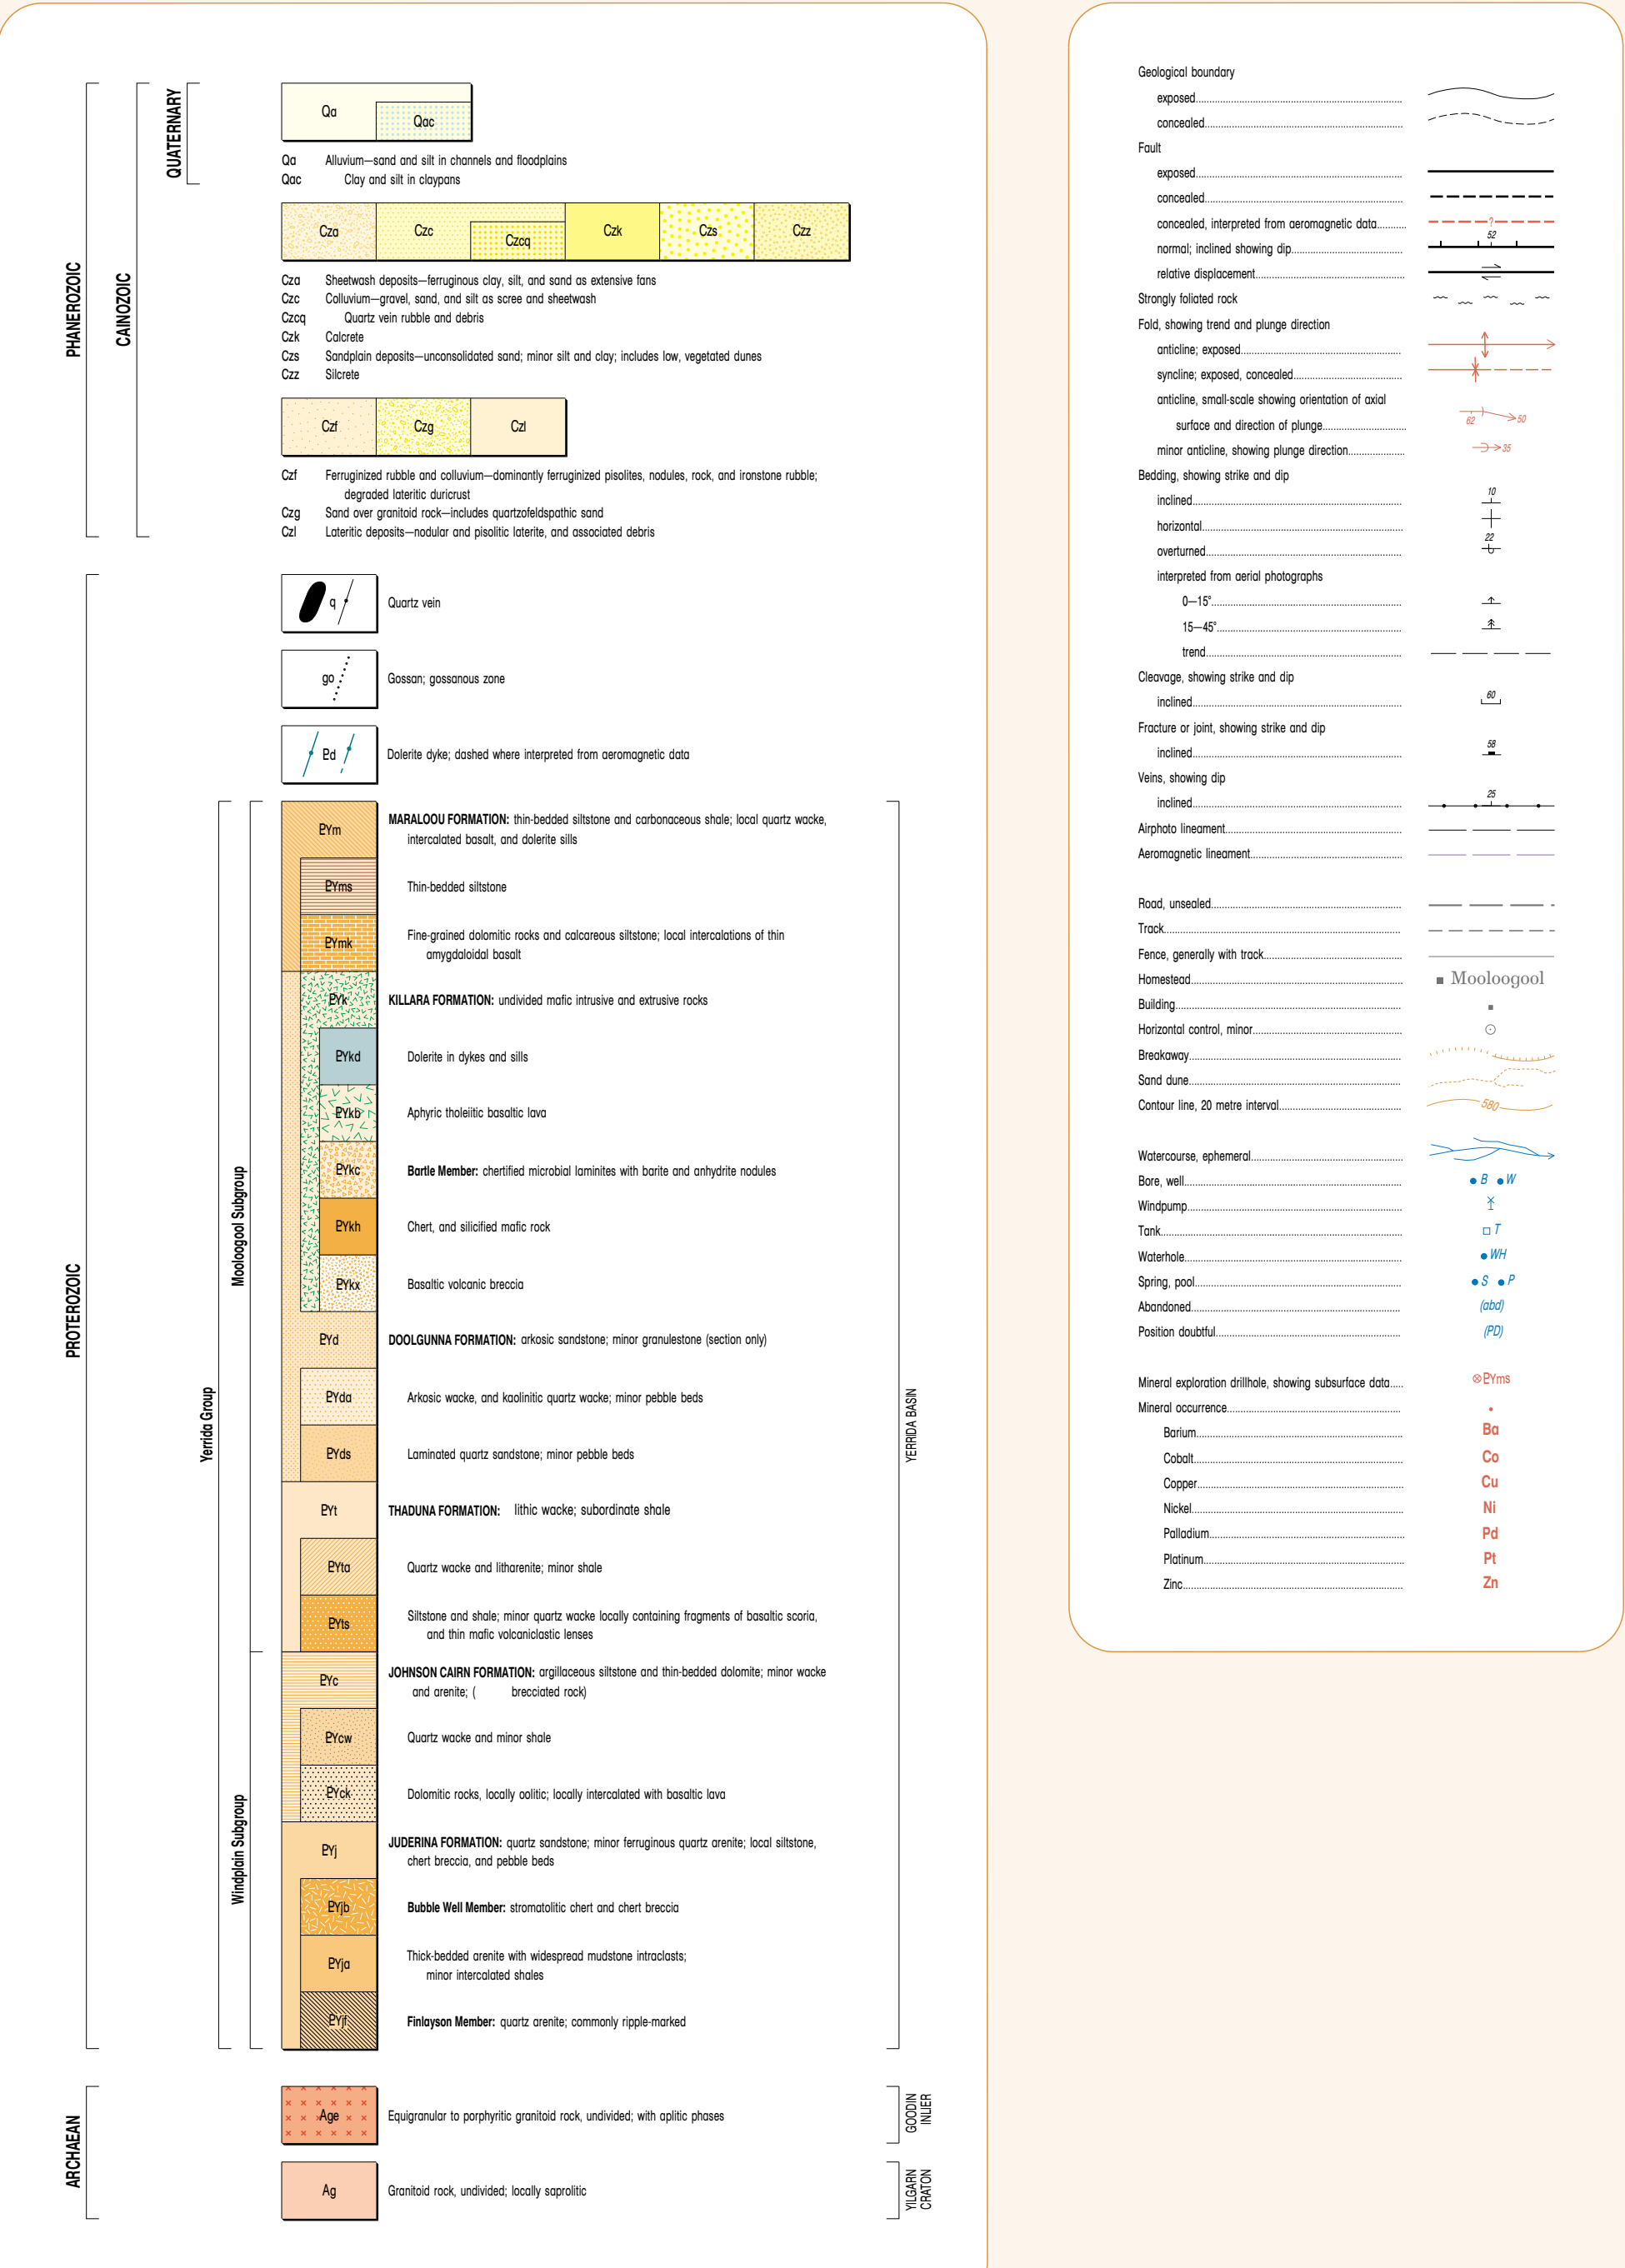 PHANEROZOIC
CAINOZOIC
QUATERNARY
Qa
Qac
Qa Alluvium—sand and silt in channels and floodplains
Qac Clay and silt in claypans
Cza Czc Czcq Czk Czs Czz
Cza Sheetwash deposits—ferruginous clay, silt, and sand as extensive fans
Czc Colluvium—gravel, sand, and silt as scree and sheetwash
Czcq Quartz vein rubble and debris
Czk Calcrete
Czs Sandplain deposits—unconsolidated sand; minor silt and clay; includes low, vegetated dunes
Czz Silcrete
Czf Czg Czl
Czf Ferruginized rubble and colluvium—dominantly ferruginized pisolites, nodules, rock, and ironstone rubble;
degraded lateritic duricrust
Czg Sand over granitoid rock—includes quartzofeldspathic sand
Czl Lateritic deposits—nodular and pisolitic laterite, and associated debris
PROTEROZOIC
q Quartz vein
go Gossan; gossanous zone
Pd Dolerite dyke; dashed where interpreted from aeromagnetic data
Yerrida Group
Mooloogool Subgroup
YERRIDA BASIN
PYm MARALOOU FORMATION: thin-bedded siltstone and carbonaceous shale; local quartz wacke,
intercalated basalt, and dolerite sills
PYms Thin-bedded siltstone
PYmk Fine-grained dolomitic rocks and calcareous siltstone; local intercalations of thin
amygdaloidal basalt
PYk KILLARA FORMATION: undivided mafic intrusive and extrusive rocks
PYkd Dolerite in dykes and sills
PYkb Aphyric tholeiitic basaltic lava
PYkc Bartle Member: chertified microbial laminites with barite and anhydrite nodules
PYkh Chert, and silicified mafic rock
PYkx Basaltic volcanic breccia
PYd DOOLGUNNA FORMATION: arkosic sandstone; minor granulestone (section only)
PYda Arkosic wacke, and kaolinitic quartz wacke; minor pebble beds
PYds Laminated quartz sandstone; minor pebble beds
PYt THADUNA FORMATION: lithic wacke; subordinate shale
PYta Quartz wacke and litharenite; minor shale
PYts Siltstone and shale; minor quartz wacke locally containing fragments of basaltic scoria,
and thin mafic volcaniclastic lenses
Windplain Subgroup
PYc JOHNSON CAIRN FORMATION: argillaceous siltstone and thin-bedded dolomite; minor wacke
and arenite; ( brecciated rock)
PYcw Quartz wacke and minor shale
PYck Dolomitic rocks, locally oolitic; locally intercalated with basaltic lava
PYj JUDERINA FORMATION: quartz sandstone; minor ferruginous quartz arenite; local siltstone,
chert breccia, and pebble beds
PYjb Bubble Well Member: stromatolitic chert and chert breccia
PYja Thick-bedded arenite with widespread mudstone intraclasts;
minor intercalated shales
PYjf Finlayson Member: quartz arenite; commonly ripple-marked
ARCHAEAN
Age Equigranular to porphyritic granitoid rock, undivided; with aplitic phases
GOODIN
INLIER
Ag Granitoid rock, undivided; locally saprolitic
YILGARN
CRATON
Geological boundary
exposed
concealed
Fault
exposed
concealed
concealed, interpreted from aeromagnetic data ?
normal; inclined showing dip 52
relative displacement
Strongly foliated rock
Fold, showing trend and plunge direction
anticline; exposed
syncline; exposed, concealed
anticline, small-scale showing orientation of axial
surface and direction of plunge 62 50
minor anticline, showing plunge direction 35
Bedding, showing strike and dip
inclined 10
horizontal
overturned 22
interpreted from aerial photographs
0—15°
15—45°
trend
Cleavage, showing strike and dip
inclined 60
Fracture or joint, showing strike and dip
inclined 58
Veins, showing dip
inclined 25
Airphoto lineament
Aeromagnetic lineament
Road, unsealed
Track
Fence, generally with track
Homestead Mooloogool
Building
Horizontal control, minor
Breakaway
Sand dune
Contour line, 20 metre interval 580
Watercourse, ephemeral
Bore, well B W
Windpump
Tank T
Waterhole WH
Spring, pool S P
Abandoned (abd)
Position doubtful (PD)
Mineral exploration drillhole, showing subsurface data PYms
Mineral occurrence
Barium Ba
Cobalt Co
Copper Cu
Nickel Ni
Palladium Pd
Platinum Pt
Zinc Zn